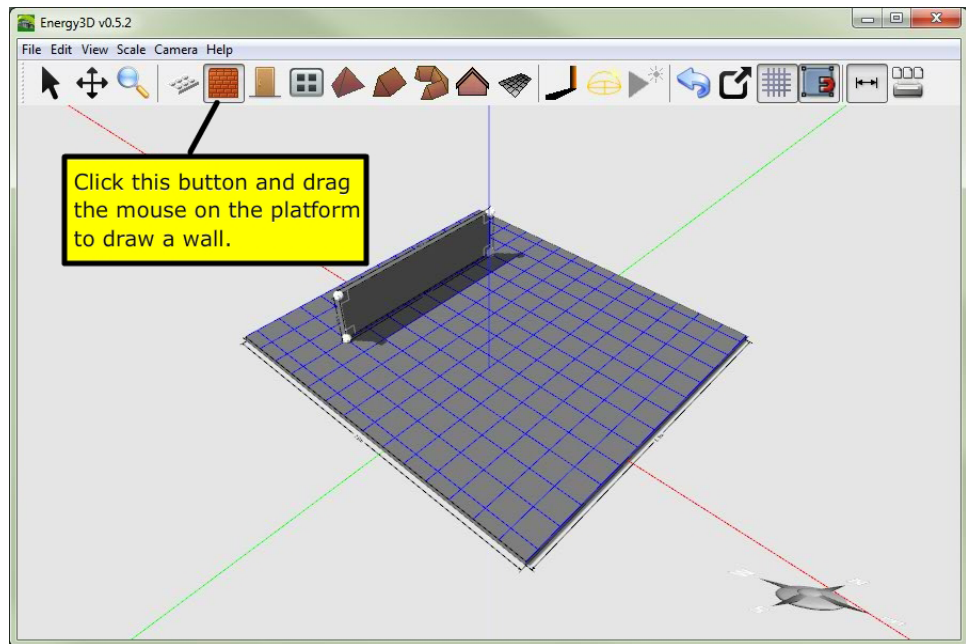 Energy3D v0.5.2
File Edit View Scale Camera Help
Click this button and drag
the mouse on the platform
to draw a wall.